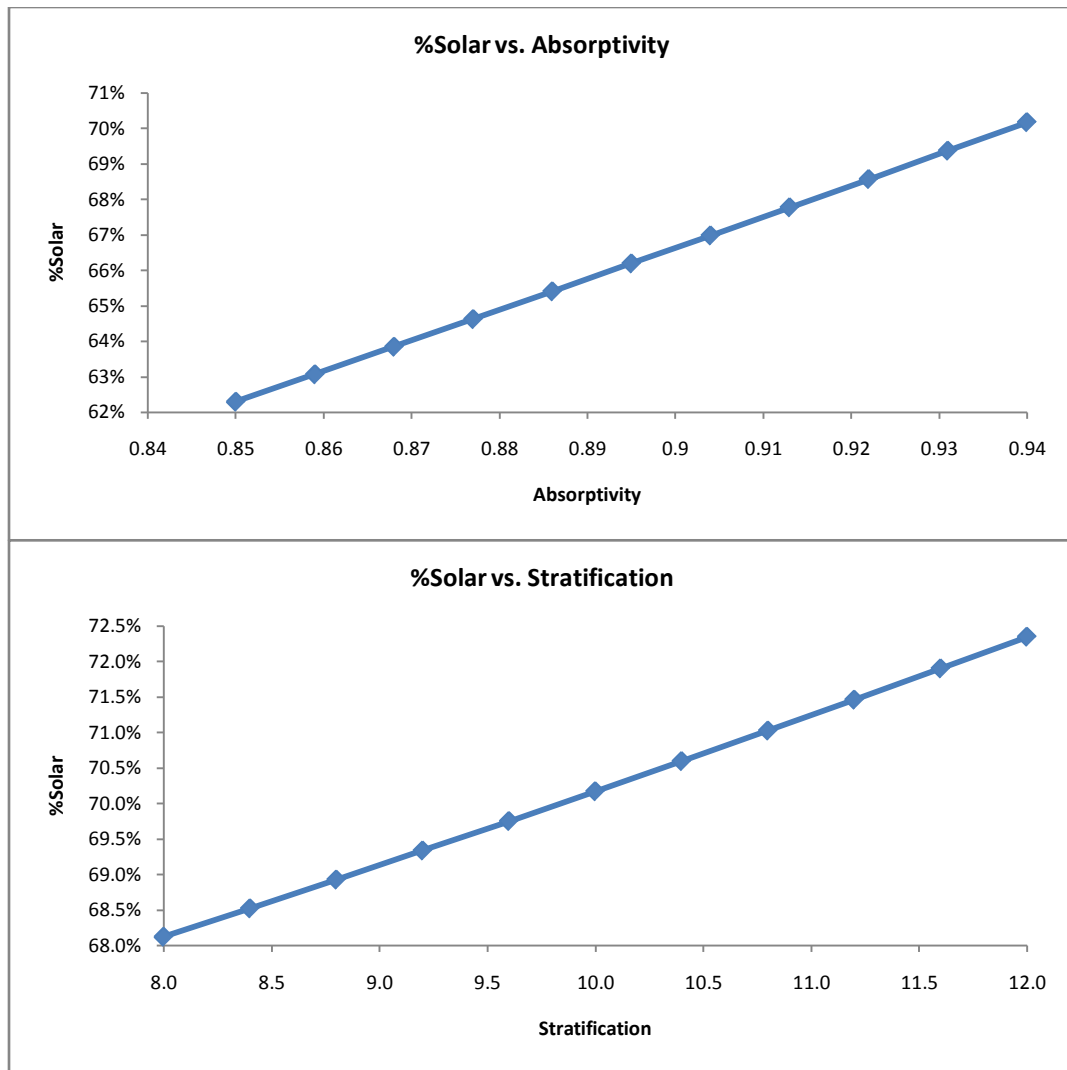 %Solar vs. Absorptivity
71%
70%
69%
68%
67%
66%
65%
64%
63%
62%
%Solar
0.84 0.85 0.86 0.87 0.88 0.89 0.9 0.91 0.92 0.93 0.94
Absorptivity
%Solar vs. Stratification
72.5%
72.0%
71.5%
71.0%
70.5%
70.0%
69.5%
69.0%
68.5%
68.0%
%Solar
8.0 8.5 9.0 9.5 10.0 10.5 11.0 11.5 12.0
Stratification